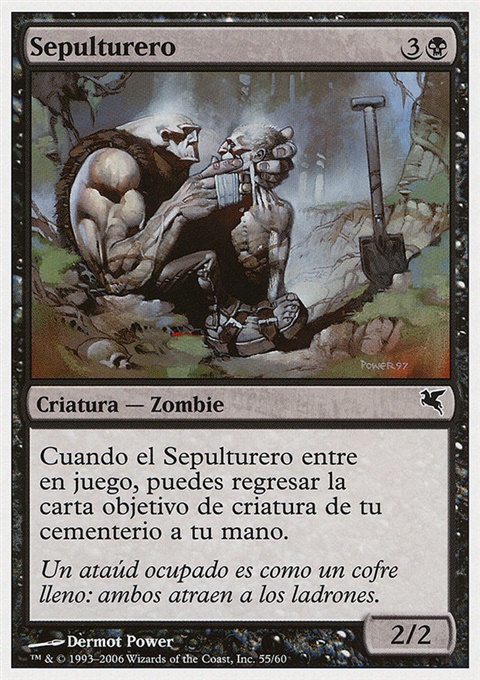 Sepulturero
3
POWER 97
Criatura — Zombie
Cuando el Sepulturero entre
en juego, puedes regresar la
carta objetivo de criatura de tu
cementerio a tu mano.
Un ataúd ocupado es como un cofre
lleno: ambos atraen a los ladrones.
Dermot Power
2/2
™ & © 1993–2006 Wizards of the Coast, Inc. 55/60